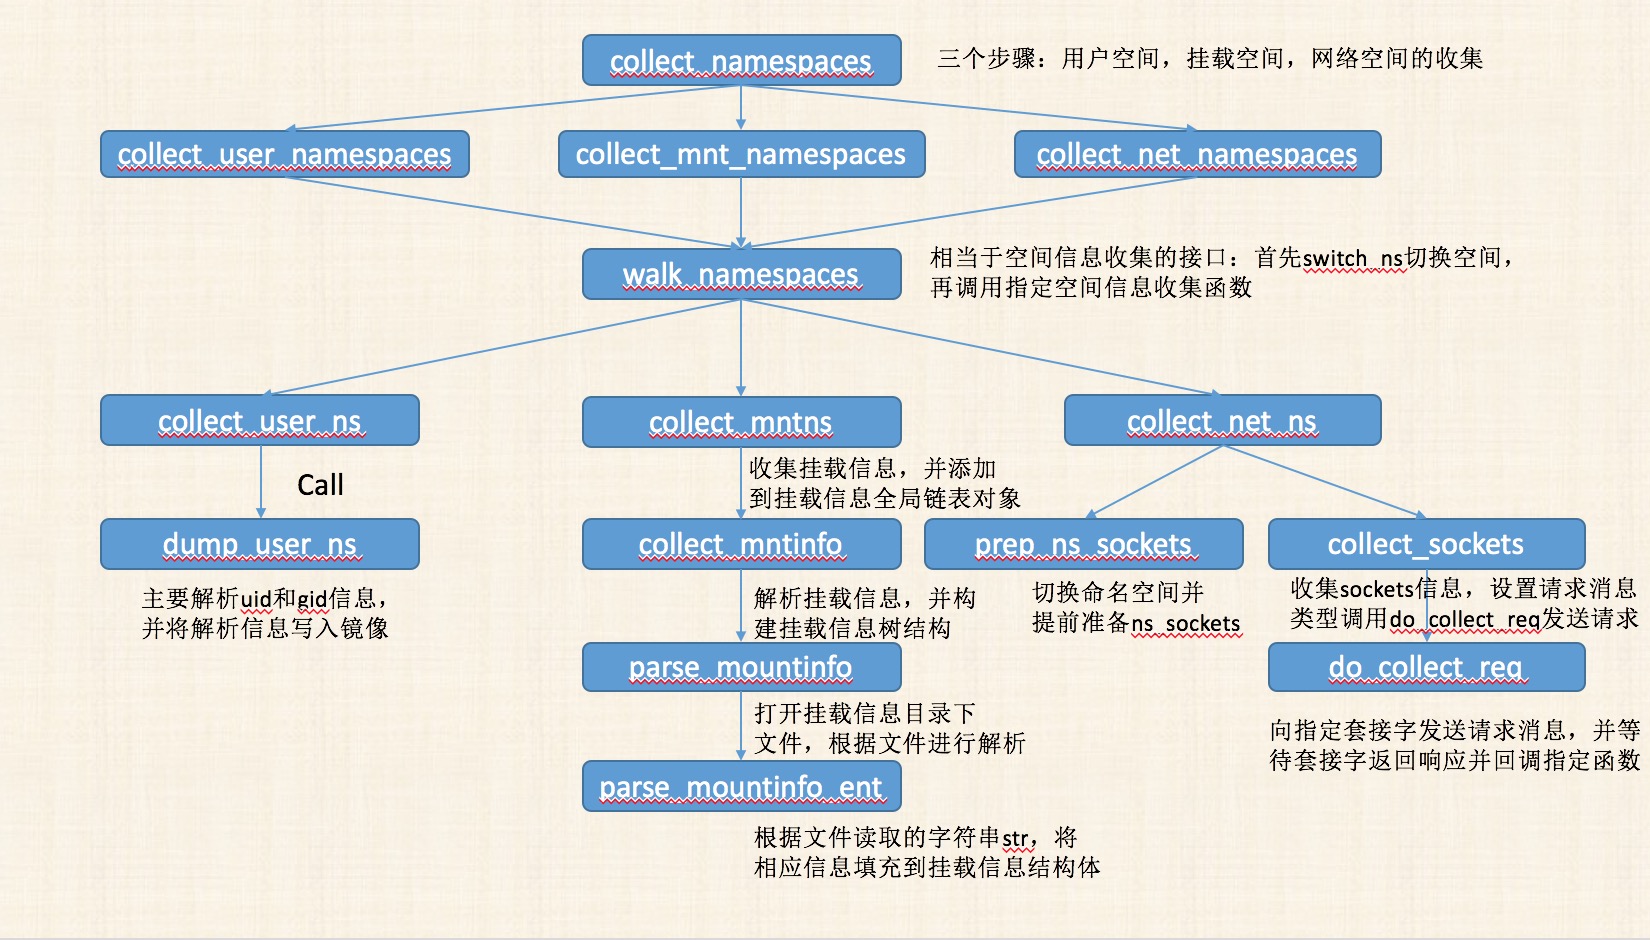 collect_namespaces
三个步骤：用户空间，挂载空间，网络空间的收集
collect_user_namespaces
collect_mnt_namespaces
collect_net_namespaces
walk_namespaces
相当于空间信息收集的接口：首先switch_ns切换空间，
再调用指定空间信息收集函数
collect_user_ns
collect_mntns
collect_net_ns
Call
收集挂载信息，并添加
到挂载信息全局链表对象
dump_user_ns
collect_mntinfo
prep_ns_sockets
collect_sockets
主要解析uid和gid信息，
并将解析信息写入镜像
解析挂载信息，并构
建挂载信息树结构
切换命名空间并
提前准备ns_sockets
收集sockets信息，设置请求消息
类型调用do_collect_req发送请求
parse_mountinfo
do_collect_req
打开挂载信息目录下
文件，根据文件进行解析
向指定套接字发送请求消息，并等
待套接字返回响应并回调指定函数
parse_mountinfo_ent
根据文件读取的字符串str，将
相应信息填充到挂载信息结构体